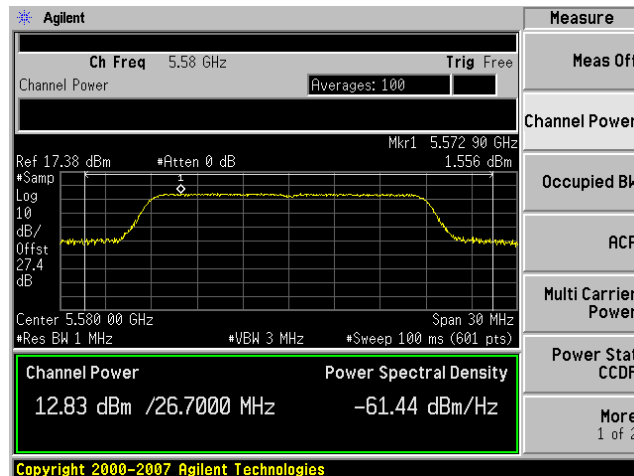 Agilent
Measure
Ch Freq 5.58 GHz Trig Free
Channel Power Averages: 100
Meas Off
Channel Power
Mkr1 5.572 90 GHz
Ref 17.38 dBm #Atten 0 dB 1.556 dBm
#Samp
Log
10
dB/
Offst
27.4
dB
1
Occupied BW
ACP
Multi Carrier
Power
Center 5.580 00 GHz Span 30 MHz
#Res BW 1 MHz #VBW 3 MHz #Sweep 100 ms (601 pts)
Channel Power Power Spectral Density
12.83 dBm /26.7000 MHz -61.44 dBm/Hz
Power Stat
CCDF
More
1 of 2
Copyright 2000-2007 Agilent Technologies